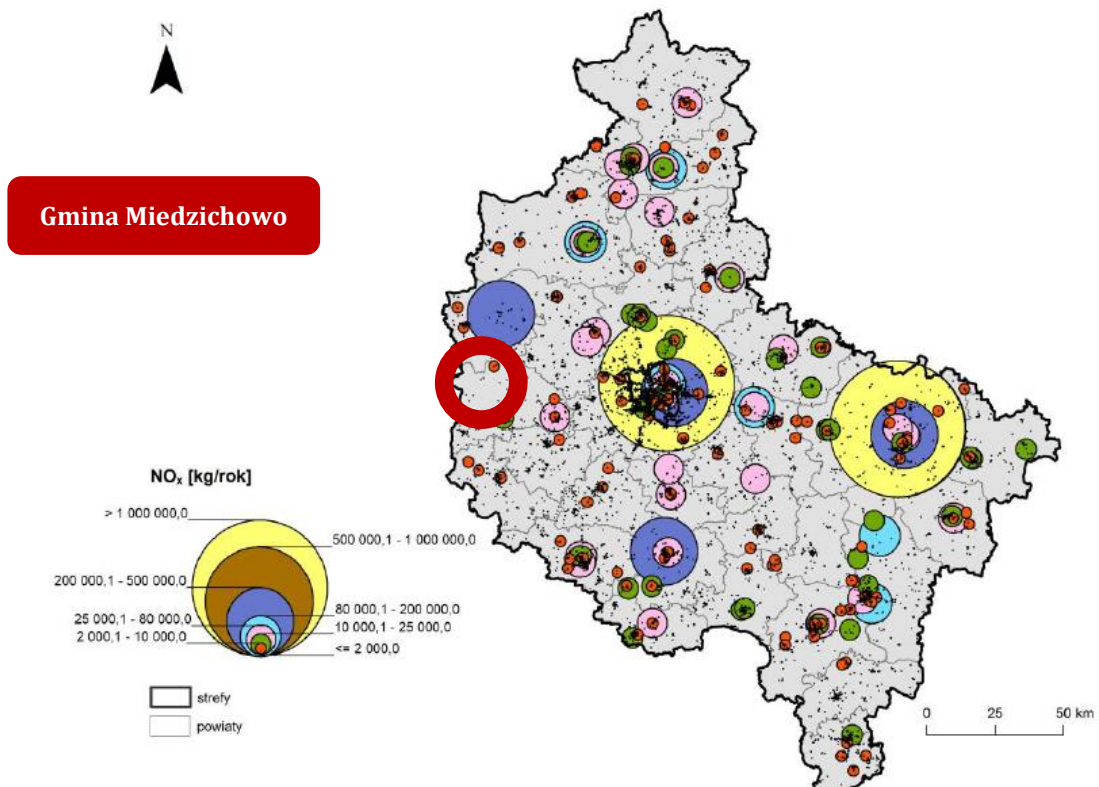 N
Gmina Miedzichowo
NOx [kg/rok]
> 1 000 000,0
500 000,1 - 1 000 000,0
200 000,1 - 500 000,0
80 000,1 - 200 000,0
25 000,1 - 80 000,0
10 000,1 - 25 000,0
2 000,1 - 10 000,0
<= 2 000,0
strefy
powiaty
0 25 50 km